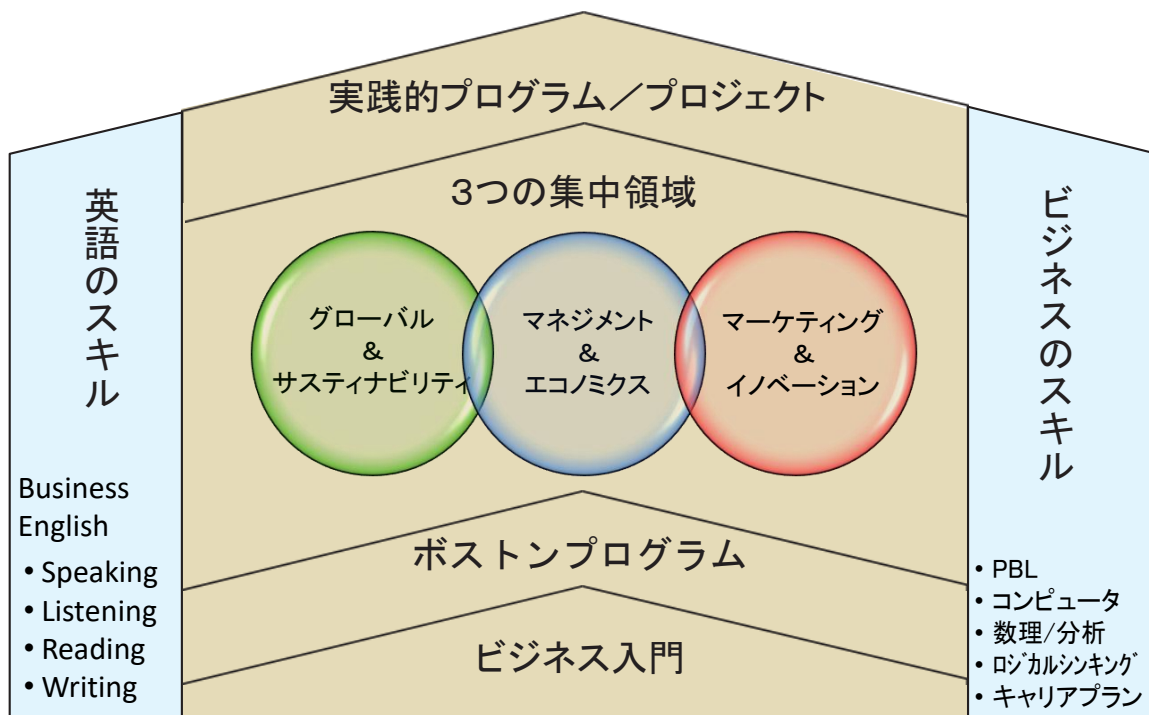 実践的プログラム／プロジェクト
3つの集中領域
グローバル
&
サスティナビリティ
マネジメント
&
エコノミクス
マーケティング
&
イノベーション
ボストンプログラム
ビジネス入門
英語のスキル
Business
English
• Speaking
• Listening
• Reading
• Writing
ビジネスのスキル
• PBL
• コンピュータ
• 数理/分析
• ﾛｼﾞｶﾙｼﾝｷﾝｸﾞ
• キャリアプラン